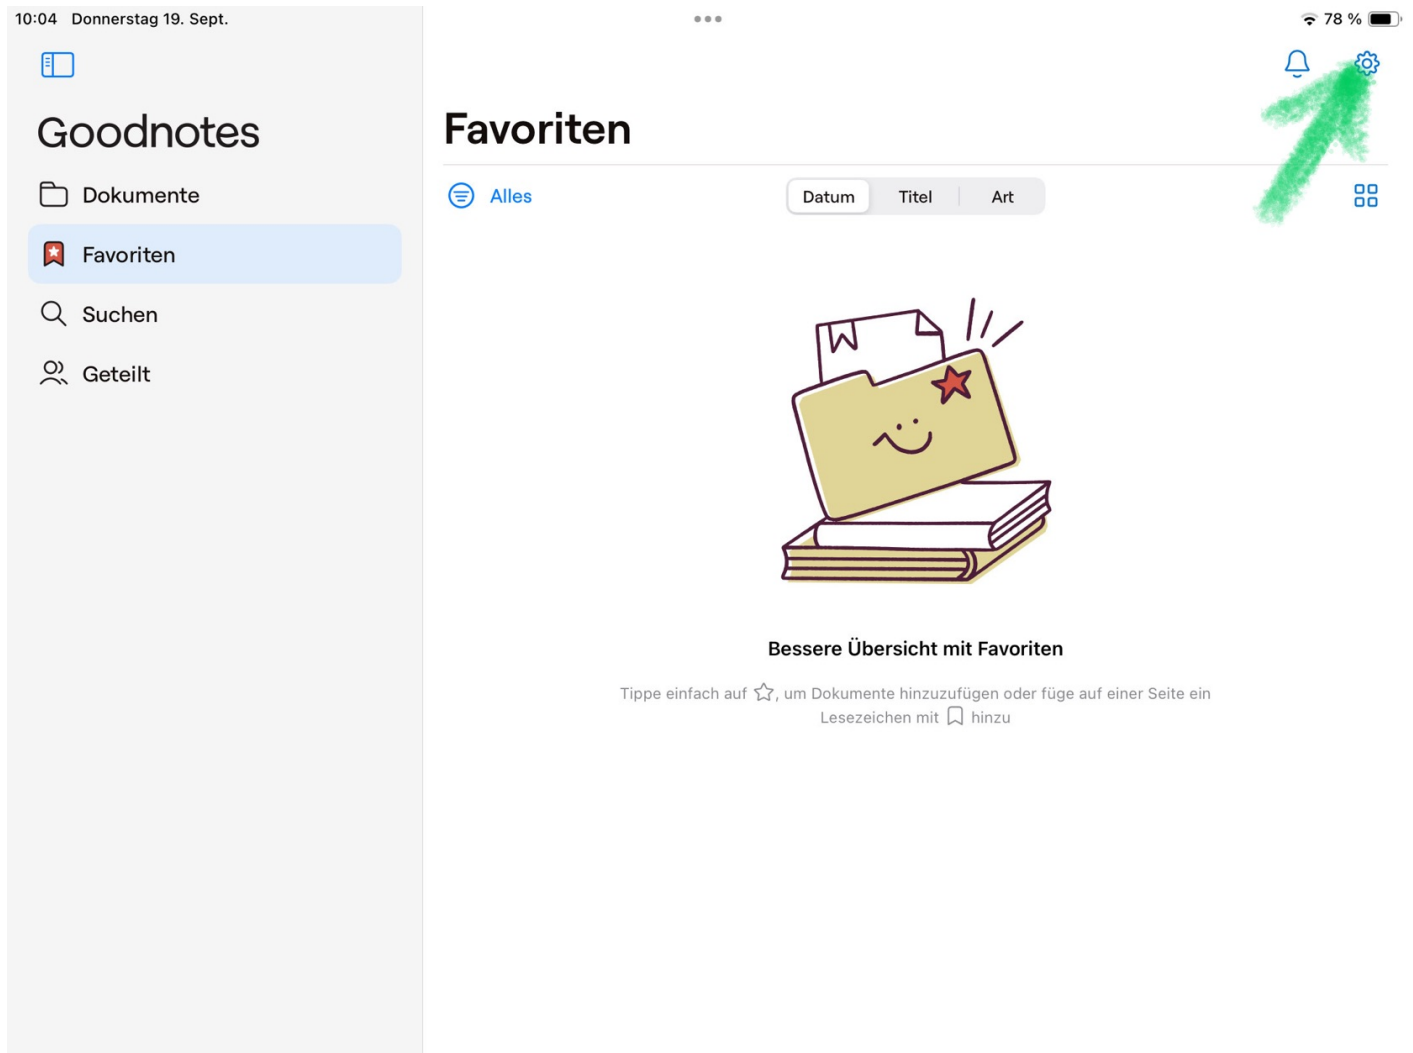 10:04 Donnerstag 19. Sept.
78 %
Goodnotes
Dokumente
Favoriten
Suchen
Geteilt
Favoriten
Alles
Datum Titel Art
Bessere Übersicht mit Favoriten
Tippe einfach auf ☆, um Dokumente hinzuzufügen oder füge auf einer Seite ein
Lesezeichen mit hinzu